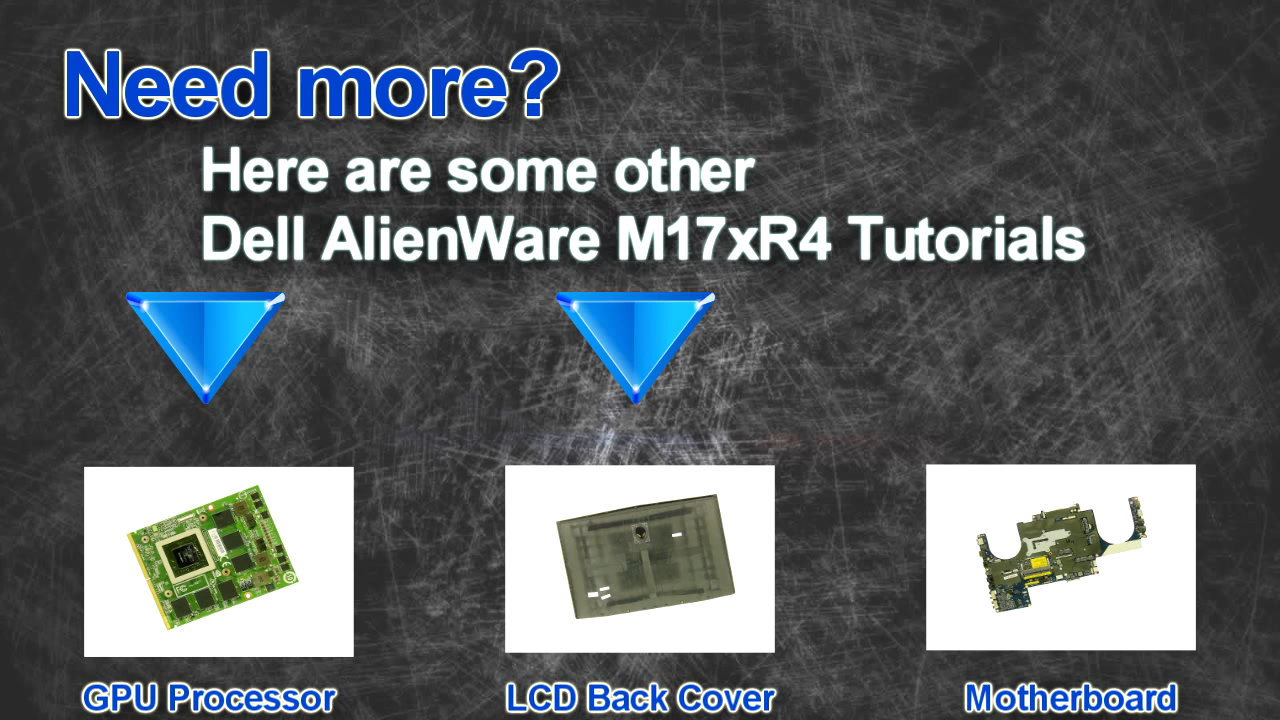 Need more?
Here are some other
Dell AlienWare M17xR4 Tutorials
GPU Processor
LCD Back Cover
Motherboard